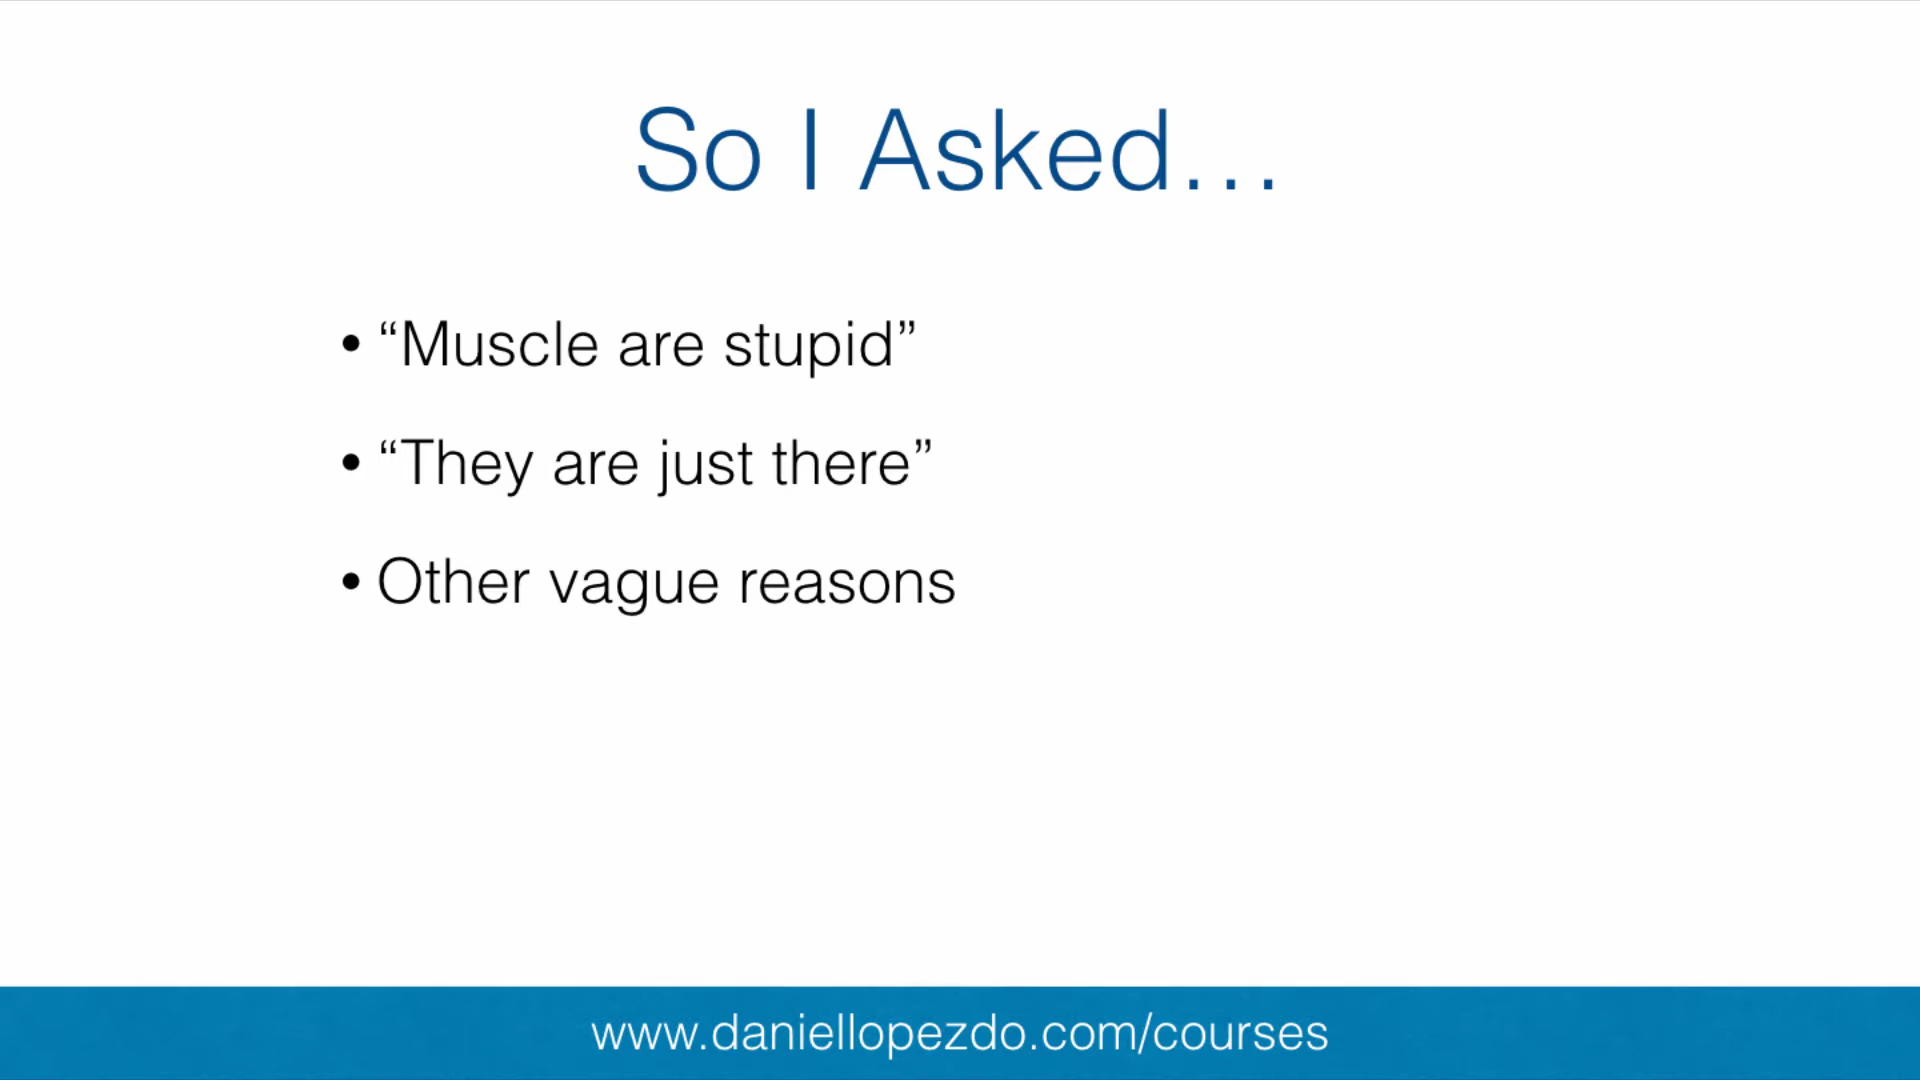 So I Asked...
• “Muscle are stupid”
• “They are just there”
• Other vague reasons
www.daniellopezdo.com/courses